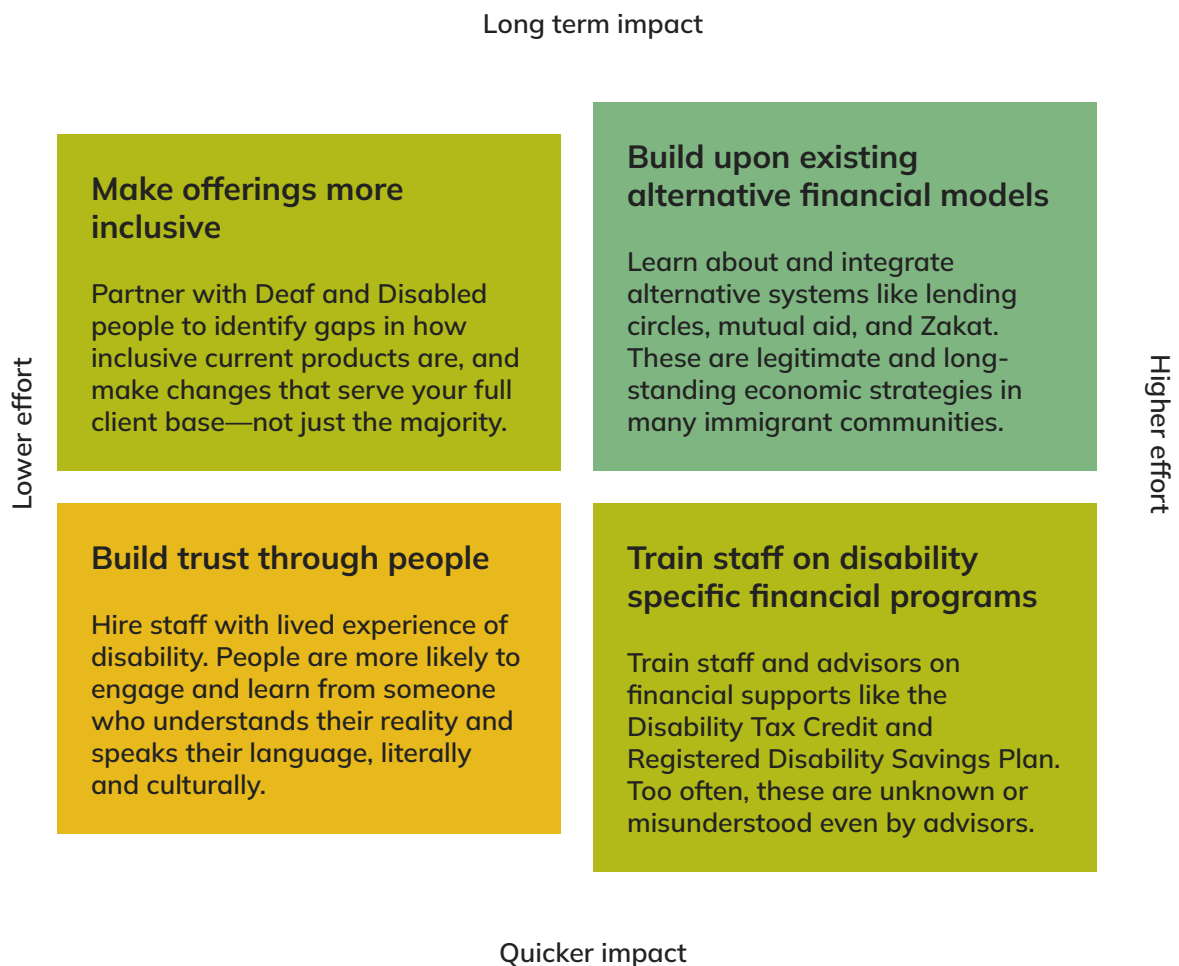 Long term impact
Make offerings more
inclusive
Partner with Deaf and Disabled
people to identify gaps in how
inclusive current products are, and
make changes that serve your full
client base—not just the majority.
Build upon existing
alternative financial models
Learn about and integrate
alternative systems like lending
circles, mutual aid, and Zakat.
These are legitimate and long-
standing economic strategies in
many immigrant communities.
Lower effort
Higher effort
Build trust through people
Hire staff with lived experience of
disability. People are more likely to
engage and learn from someone
who understands their reality and
speaks their language, literally
and culturally.
Train staff on disability
specific financial programs
Train staff and advisors on
financial supports like the
Disability Tax Credit and
Registered Disability Savings Plan.
Too often, these are unknown or
misunderstood even by advisors.
Quicker impact